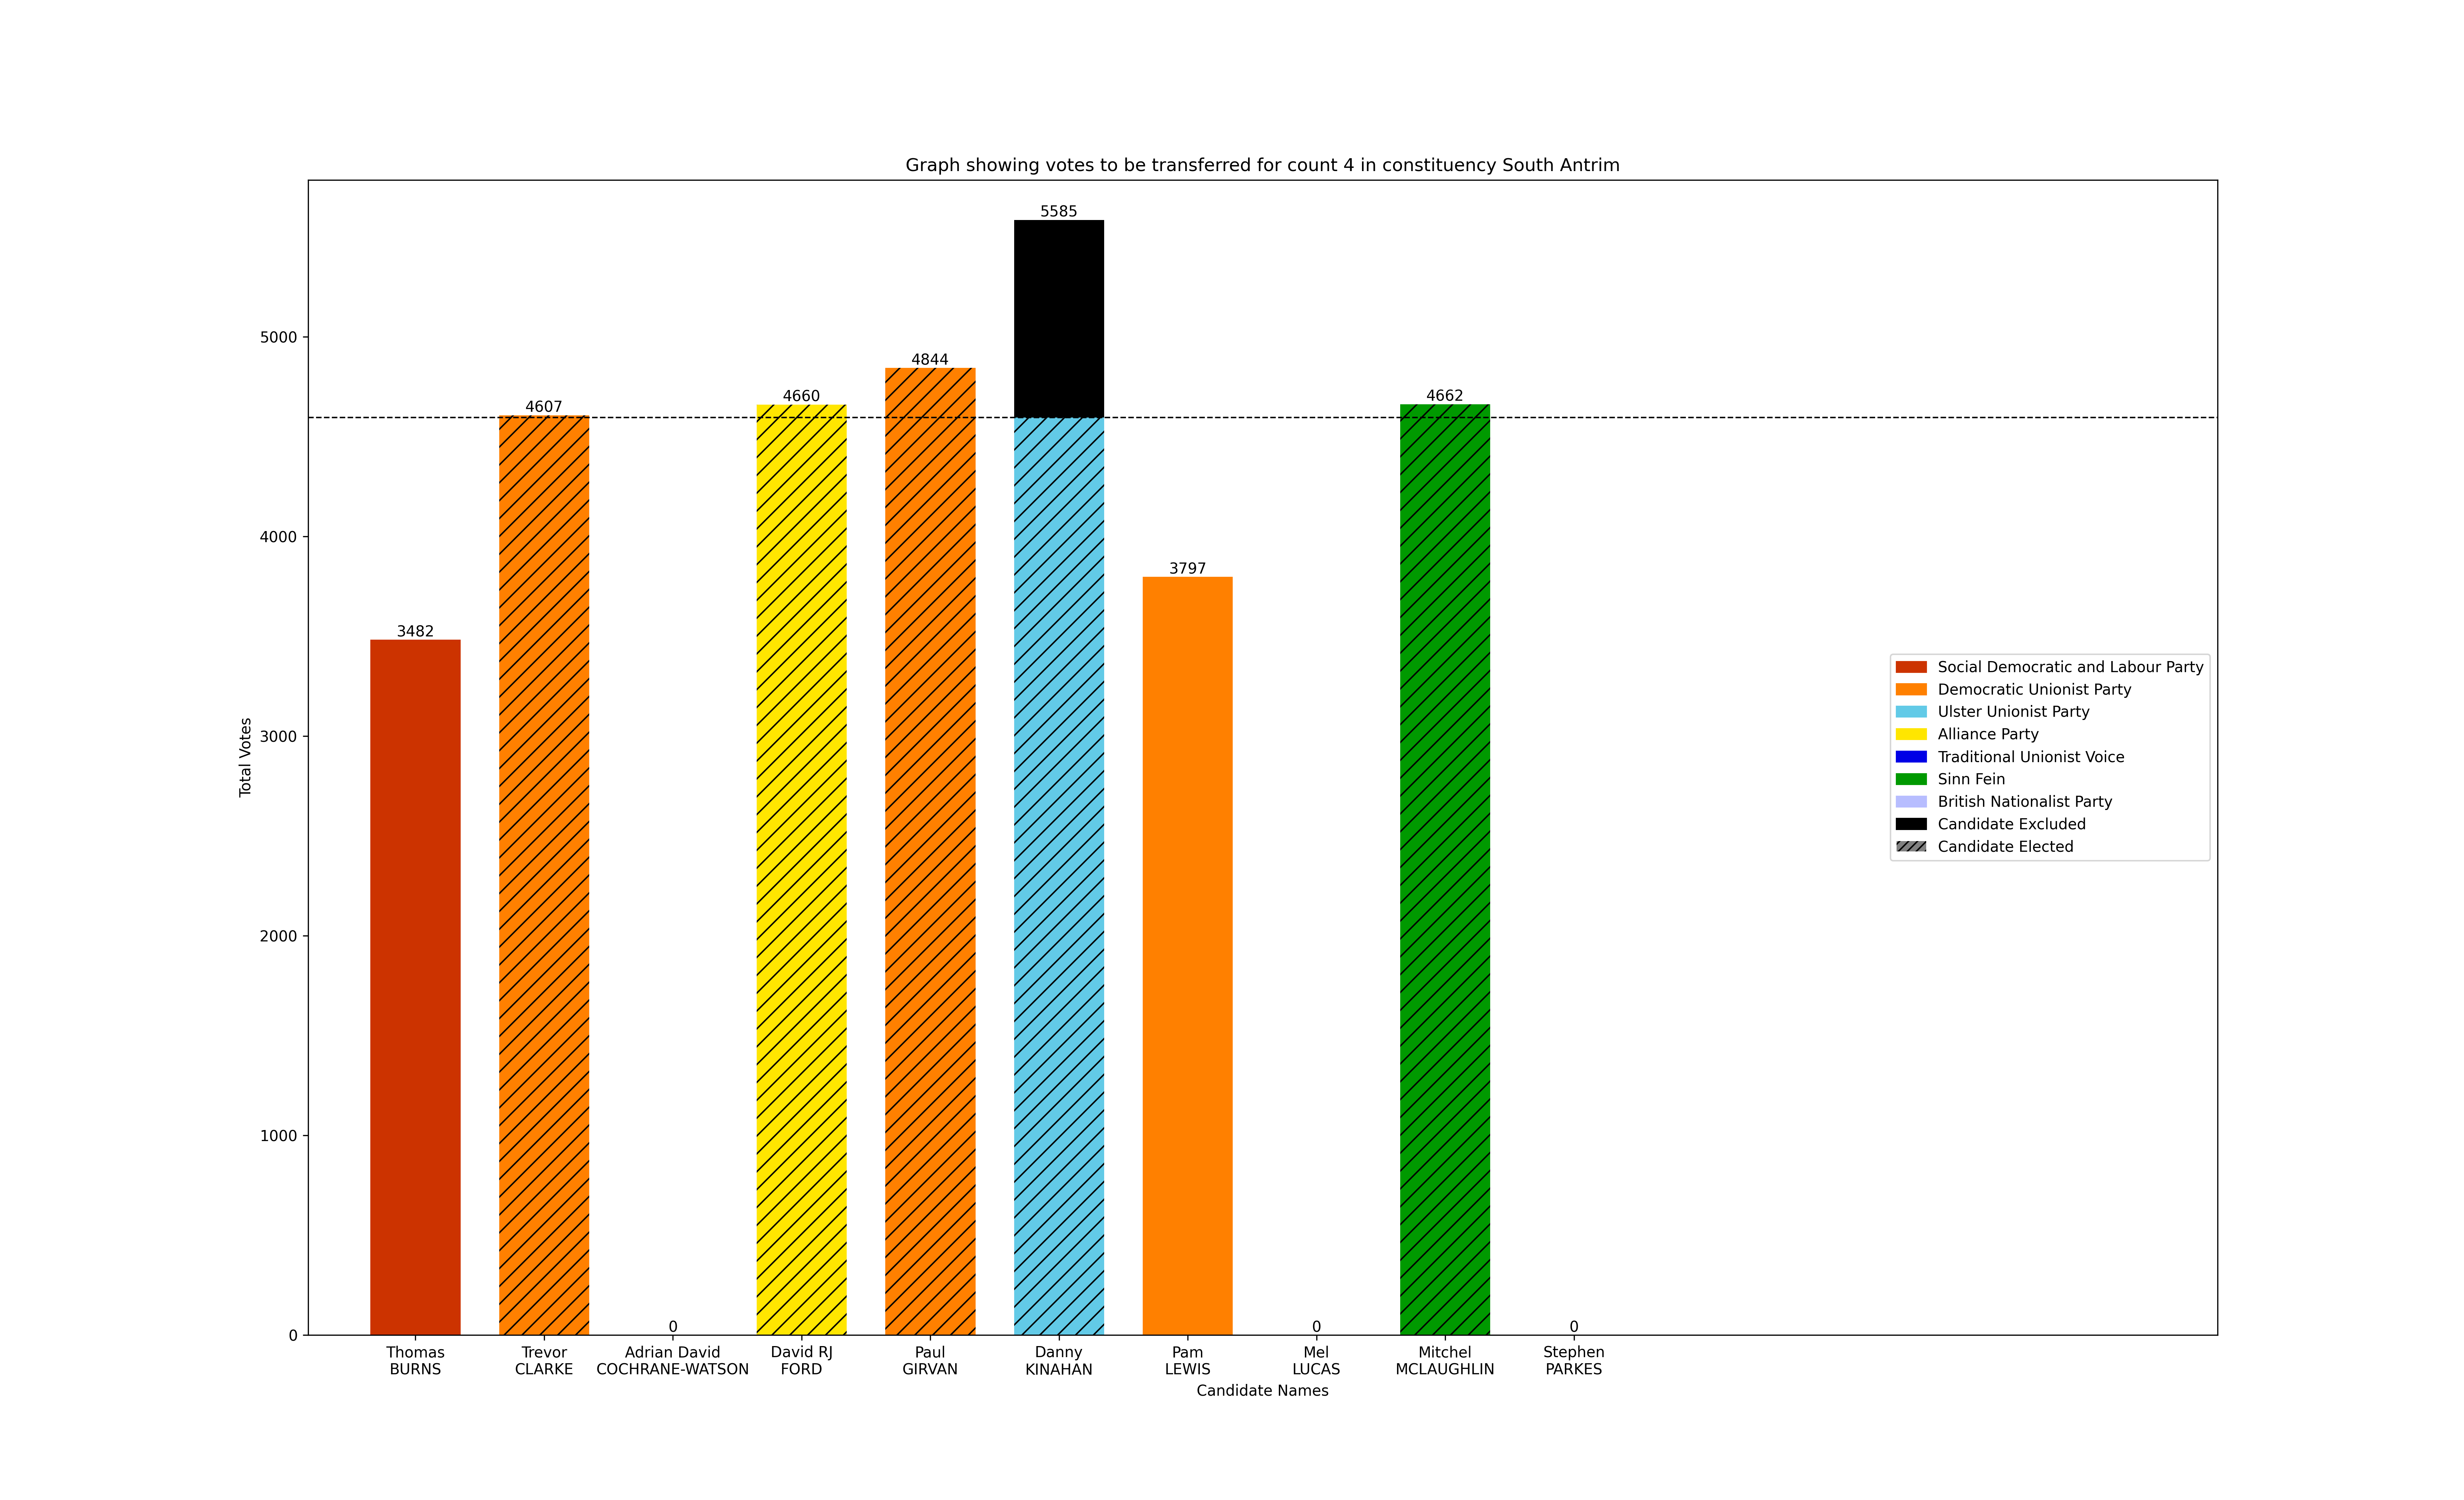 Graph showing votes to be transferred for count 4 in constituency South Antrim
5585
5000
4844
4662
4660
4607
4000
3797
3482
3000
2000
1000
0
0
0
0
Total Votes
Social Democratic and Labour Party
Democratic Unionist Party
Ulster Unionist Party
Alliance Party
Traditional Unionist Voice
Sinn Fein
British Nationalist Party
Candidate Excluded
Candidate Elected
Thomas
BURNS
Trevor
CLARKE
Adrian David
COCHRANE-WATSON
David RJ
FORD
Paul
GIRVAN
Danny
KINAHAN
Pam
LEWIS
Mel
LUCAS
Mitchel
MCLAUGHLIN
Stephen
PARKES
Candidate Names